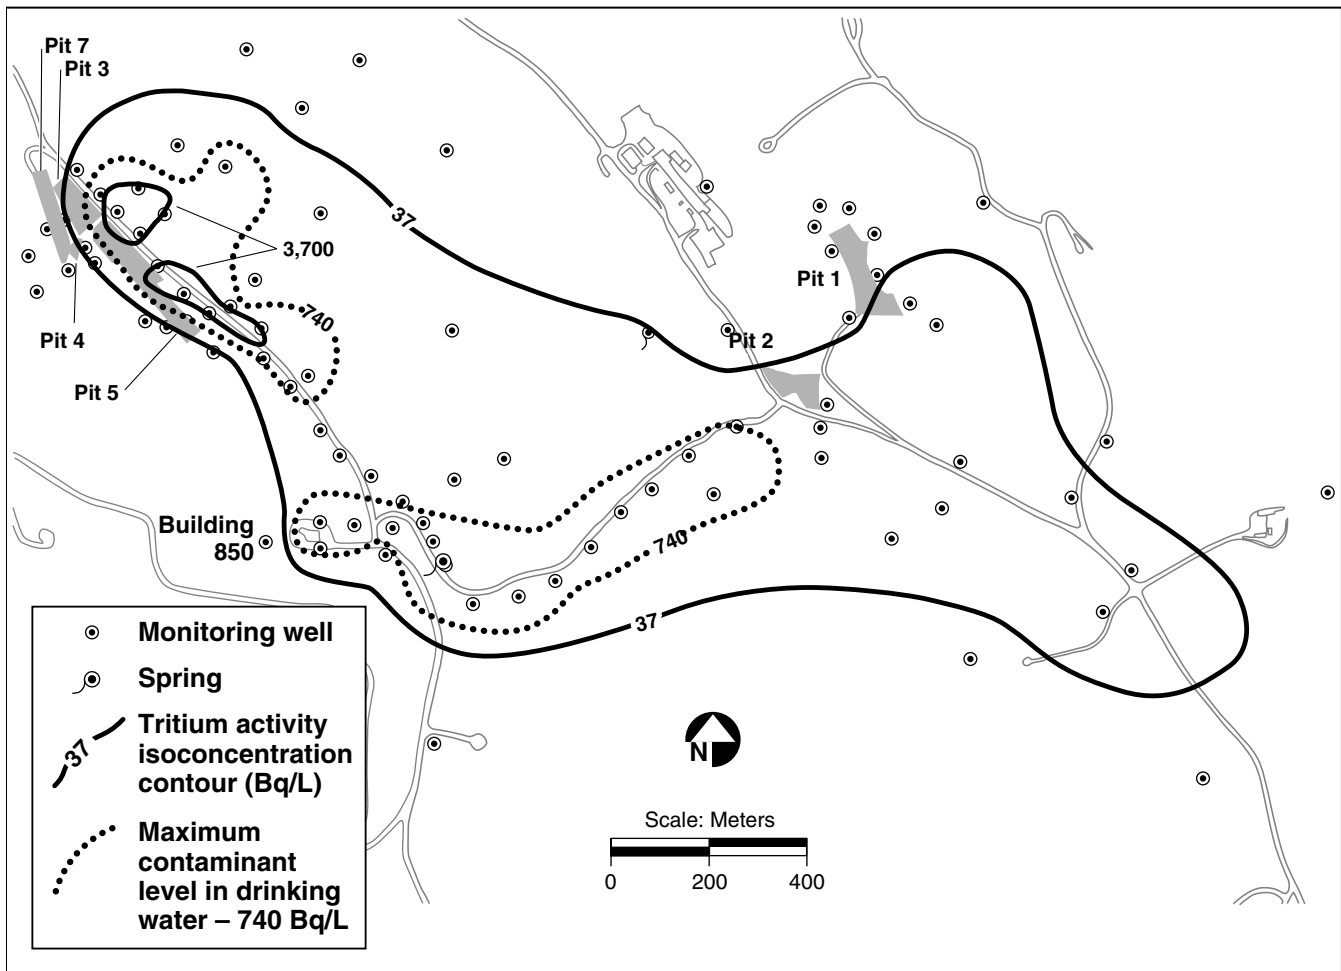 Pit 7
Pit 3
37
3,700
Pit 1
740
Pit 2
Pit 4
Pit 5
Building
850
740
37
Monitoring well
Spring
37
Tritium activity
isoconcentration
contour (Bq/L)
Maximum
contaminant
level in drinking
water – 740 Bq/L
N
Scale: Meters
0 200 400